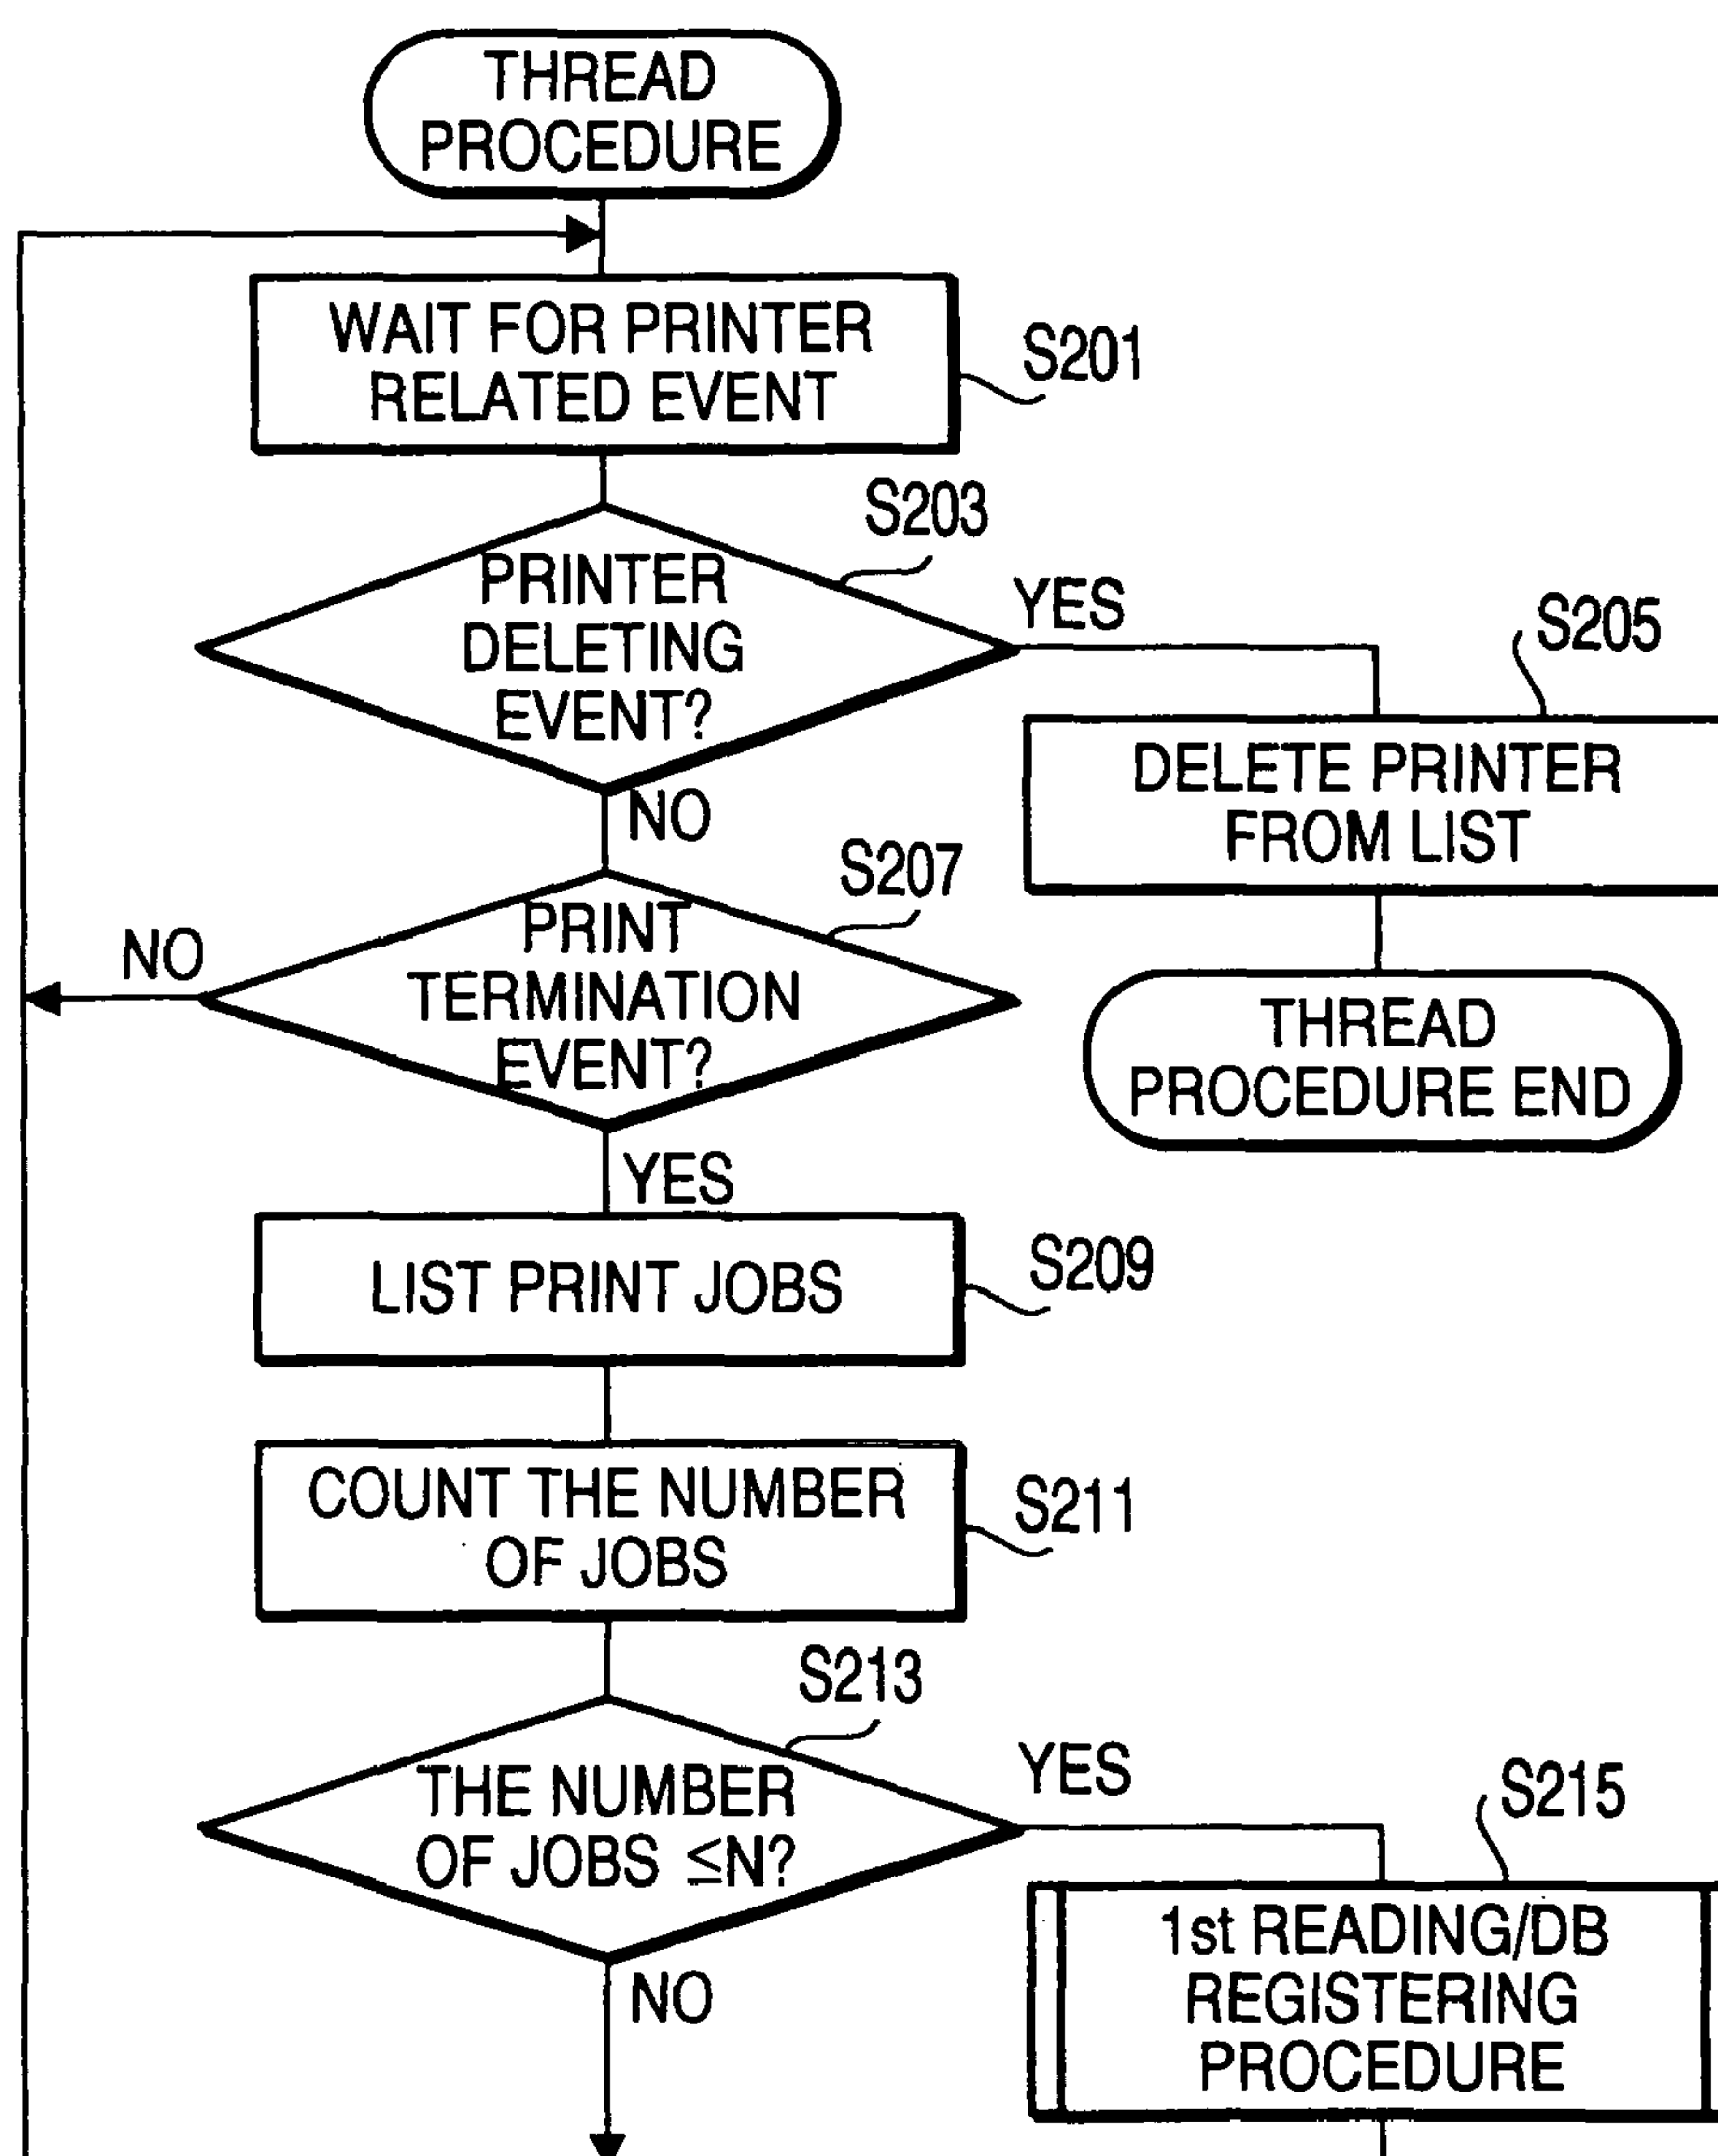 THREAD
PROCEDURE
WAIT FOR PRINTER
RELATED EVENT
S201
S203
PRINTER
DELETING
EVENT?
YES
S205
DELETE PRINTER
FROM LIST
NO
S207
PRINT
TERMINATION
EVENT?
NO
THREAD
PROCEDURE END
YES
LIST PRINT JOBS
S209
COUNT THE NUMBER
OF JOBS
S211
S213
THE NUMBER
OF JOBS ≤N?
YES
S215
1st READING/DB
REGISTERING
PROCEDURE
NO